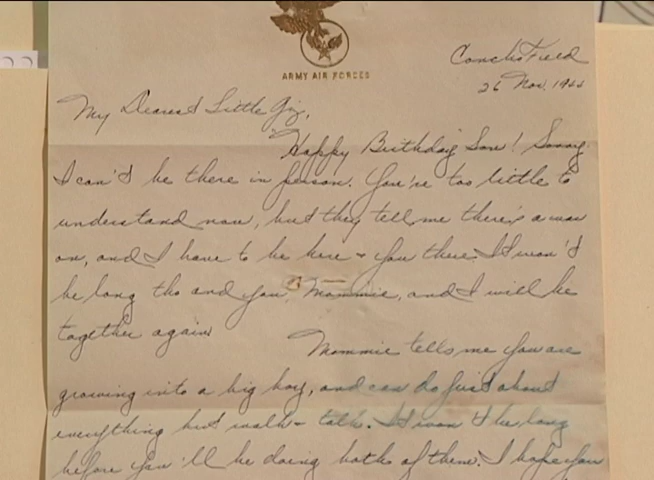 ARMY AIR FORCES
Concho Field
26 Nov. 1944
My Dearest Little Guy,
Happy Birthday Son! Sorry
I can't be there in person. You're too little to
understand now, but they tell me there's a war
on, and I have to be here & you there. It won't
be long tho and you, Mommie, and I will be
together again
Mommie tells me you are
growing into a big boy, and can do just about
everything but walk & talk. It won't be long
before you'll be doing both of them. I hope you